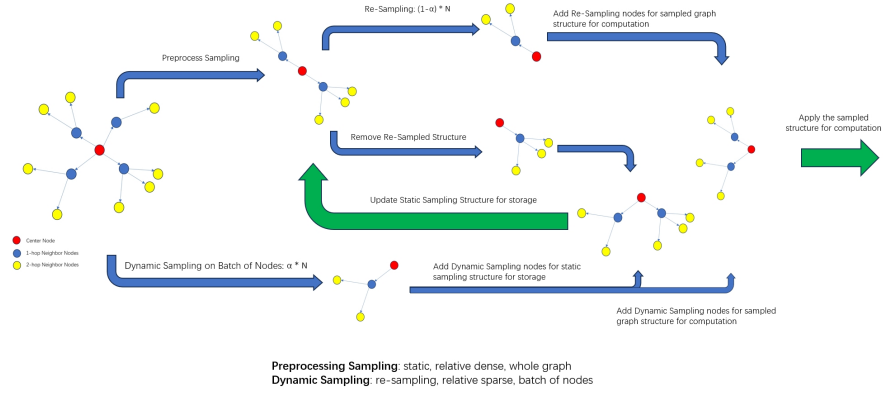 Re-Sampling: (1-α) * N
Add Re-Sampling nodes for sampled graph
structure for computation
Preprocess Sampling
Apply the sampled
structure for computation
Remove Re-Sampled Structure
Update Static Sampling Structure for storage
Center Node
1-hop Neighbor Nodes
2-hop Neighbor Nodes
Dynamic Sampling on Batch of Nodes: α * N
Add Dynamic Sampling nodes for static
sampling structure for storage
Add Dynamic Sampling nodes for sampled
graph structure for computation
Preprocessing Sampling: static, relative dense, whole graph
Dynamic Sampling: re-sampling, relative sparse, batch of nodes